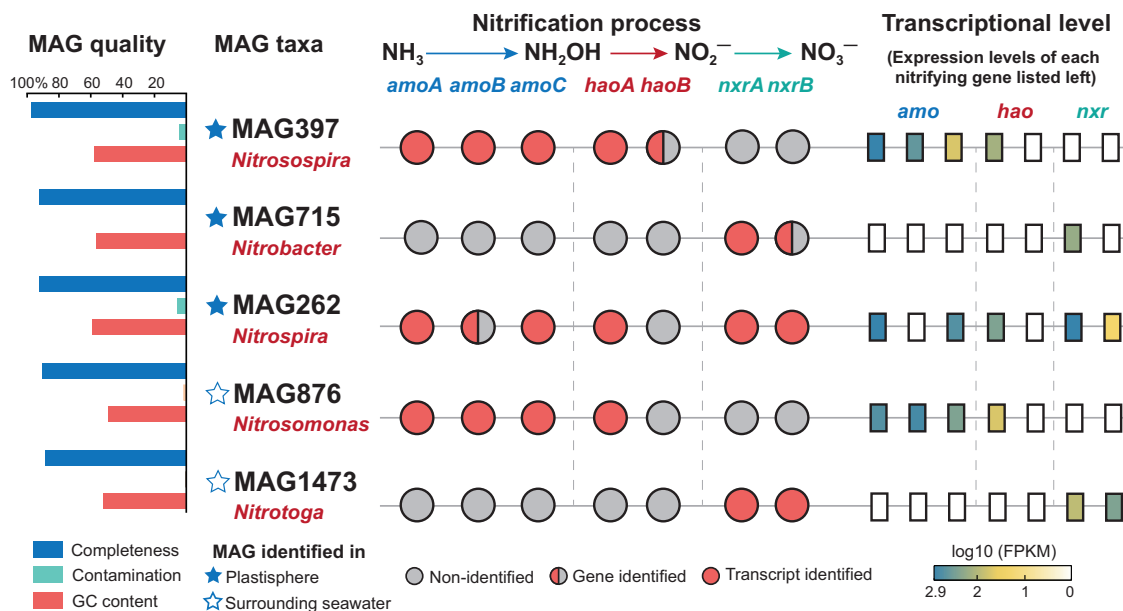 MAG quality
MAG taxa
Nitrification process
Transcriptional level
(Expression levels of each
nitrifying gene listed left)
NH₃ NH₂OH NO₂⁻ NO₃⁻
amoA amoB amoC haoA haoB nxrA nxrB
amo hao nxr
100% 80 60 40 20
MAG397
Nitrosospira
MAG715
Nitrobacter
MAG262
Nitrospira
MAG876
Nitrosomonas
MAG1473
Nitrotoga
Completeness
Contamination
GC content
MAG identified in
Plastisphere
Surrounding seawater
Non-identified Gene identified Transcript identified
log10 (FPKM)
2.9 2 1 0